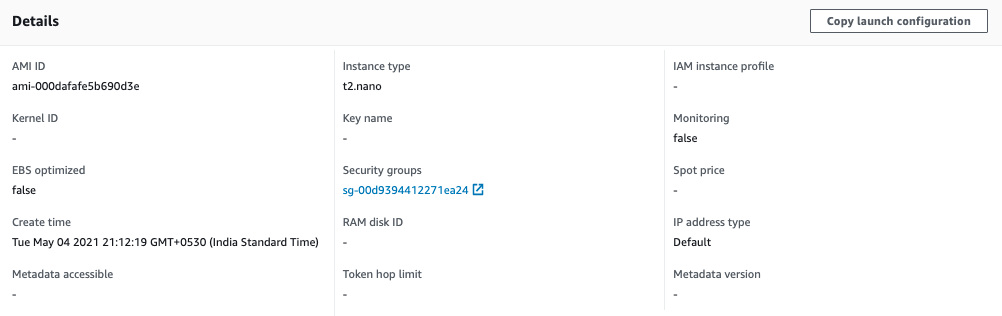 Details
Copy launch configuration
AMI ID
ami-000dafafe5b690d3e
Instance type
t2.nano
IAM instance profile
-
Kernel ID
-
Key name
-
Monitoring
false
EBS optimized
false
Security groups
sg-00d9394412271ea24
Spot price
-
Create time
Tue May 04 2021 21:12:19 GMT+0530 (India Standard Time)
RAM disk ID
-
IP address type
Default
Metadata accessible
-
Token hop limit
-
Metadata version
-